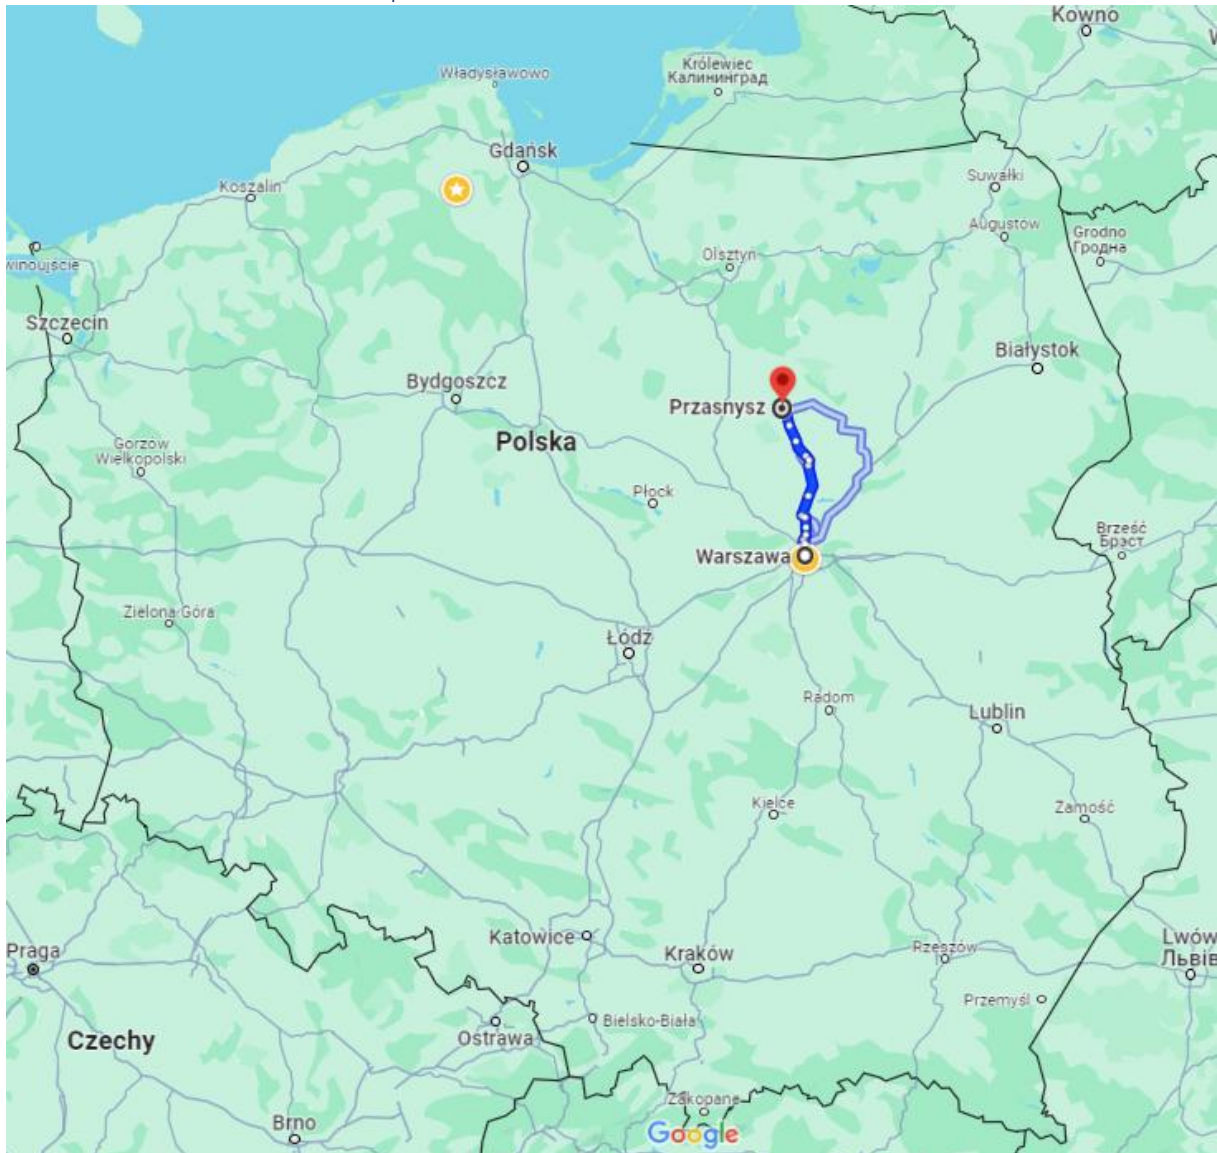 Kowno
Władysławowo
Królewiec
Калининград
Gdańsk
Koszalin
Suwałki
Augustów
Grodno
Гродна
Olsztyn
winoujście
Szczecin
Białystok
Bydgoszcz
Przasnysz
Polska
Gorzów
Wielkopolski
Płock
Brześć
Брэст
Warszawa
Zielona Góra
Łódź
Radom
Lublin
Kielce
Zamość
Katowice
Kraków
Rzeszów
Lwów
Львів
Praga
Przemyśl
Bielsko-Biała
Ostrawa
Czechy
Zakopane
Brno
Google